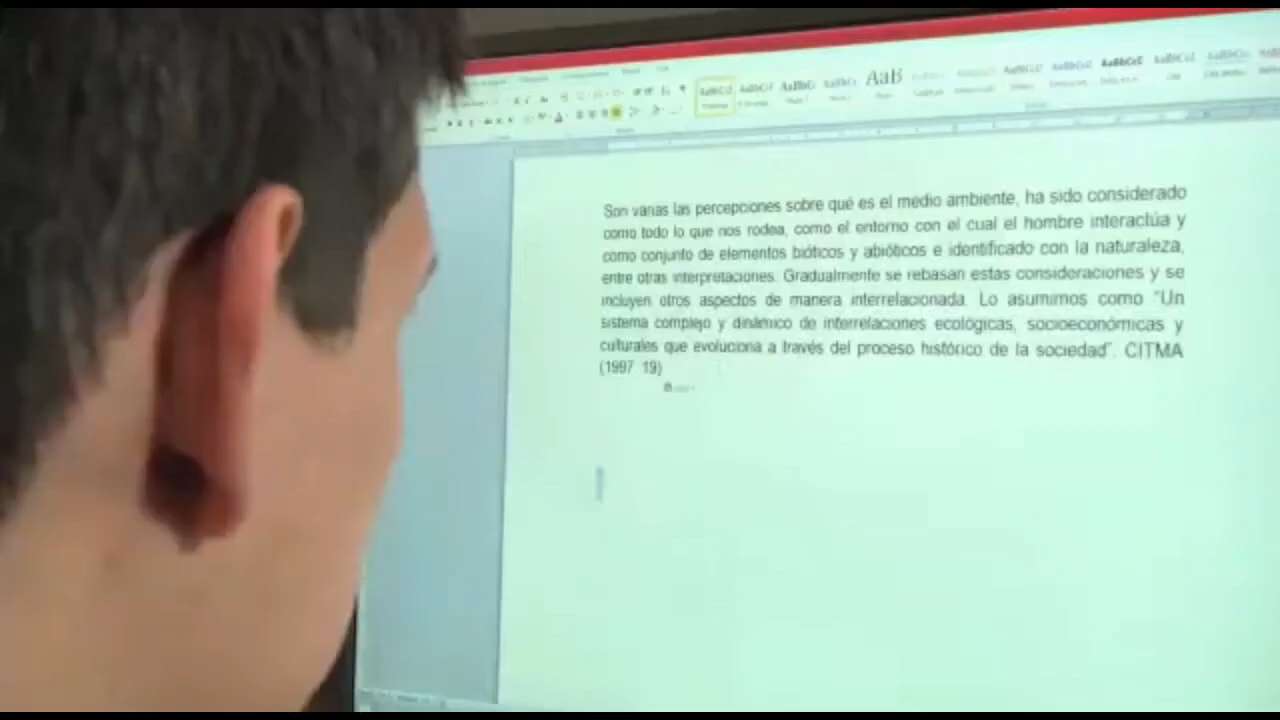 AaB
Son varias las percepciones sobre qué es el medio ambiente, ha sido considerado
como todo lo que nos rodea, como el entorno con el cual el hombre interactúa y
como conjunto de elementos bióticos y abióticos e identificado con la naturaleza,
entre otras interpretaciones. Gradualmente se rebasan estas consideraciones y se
incluyen otros aspectos de manera interrelacionada. Lo asumimos como “Un
sistema complejo y dinámico de interrelaciones ecológicas, socioeconómicas y
culturales que evoluciona a través del proceso histórico de la sociedad”. CITMA
(1997 19)